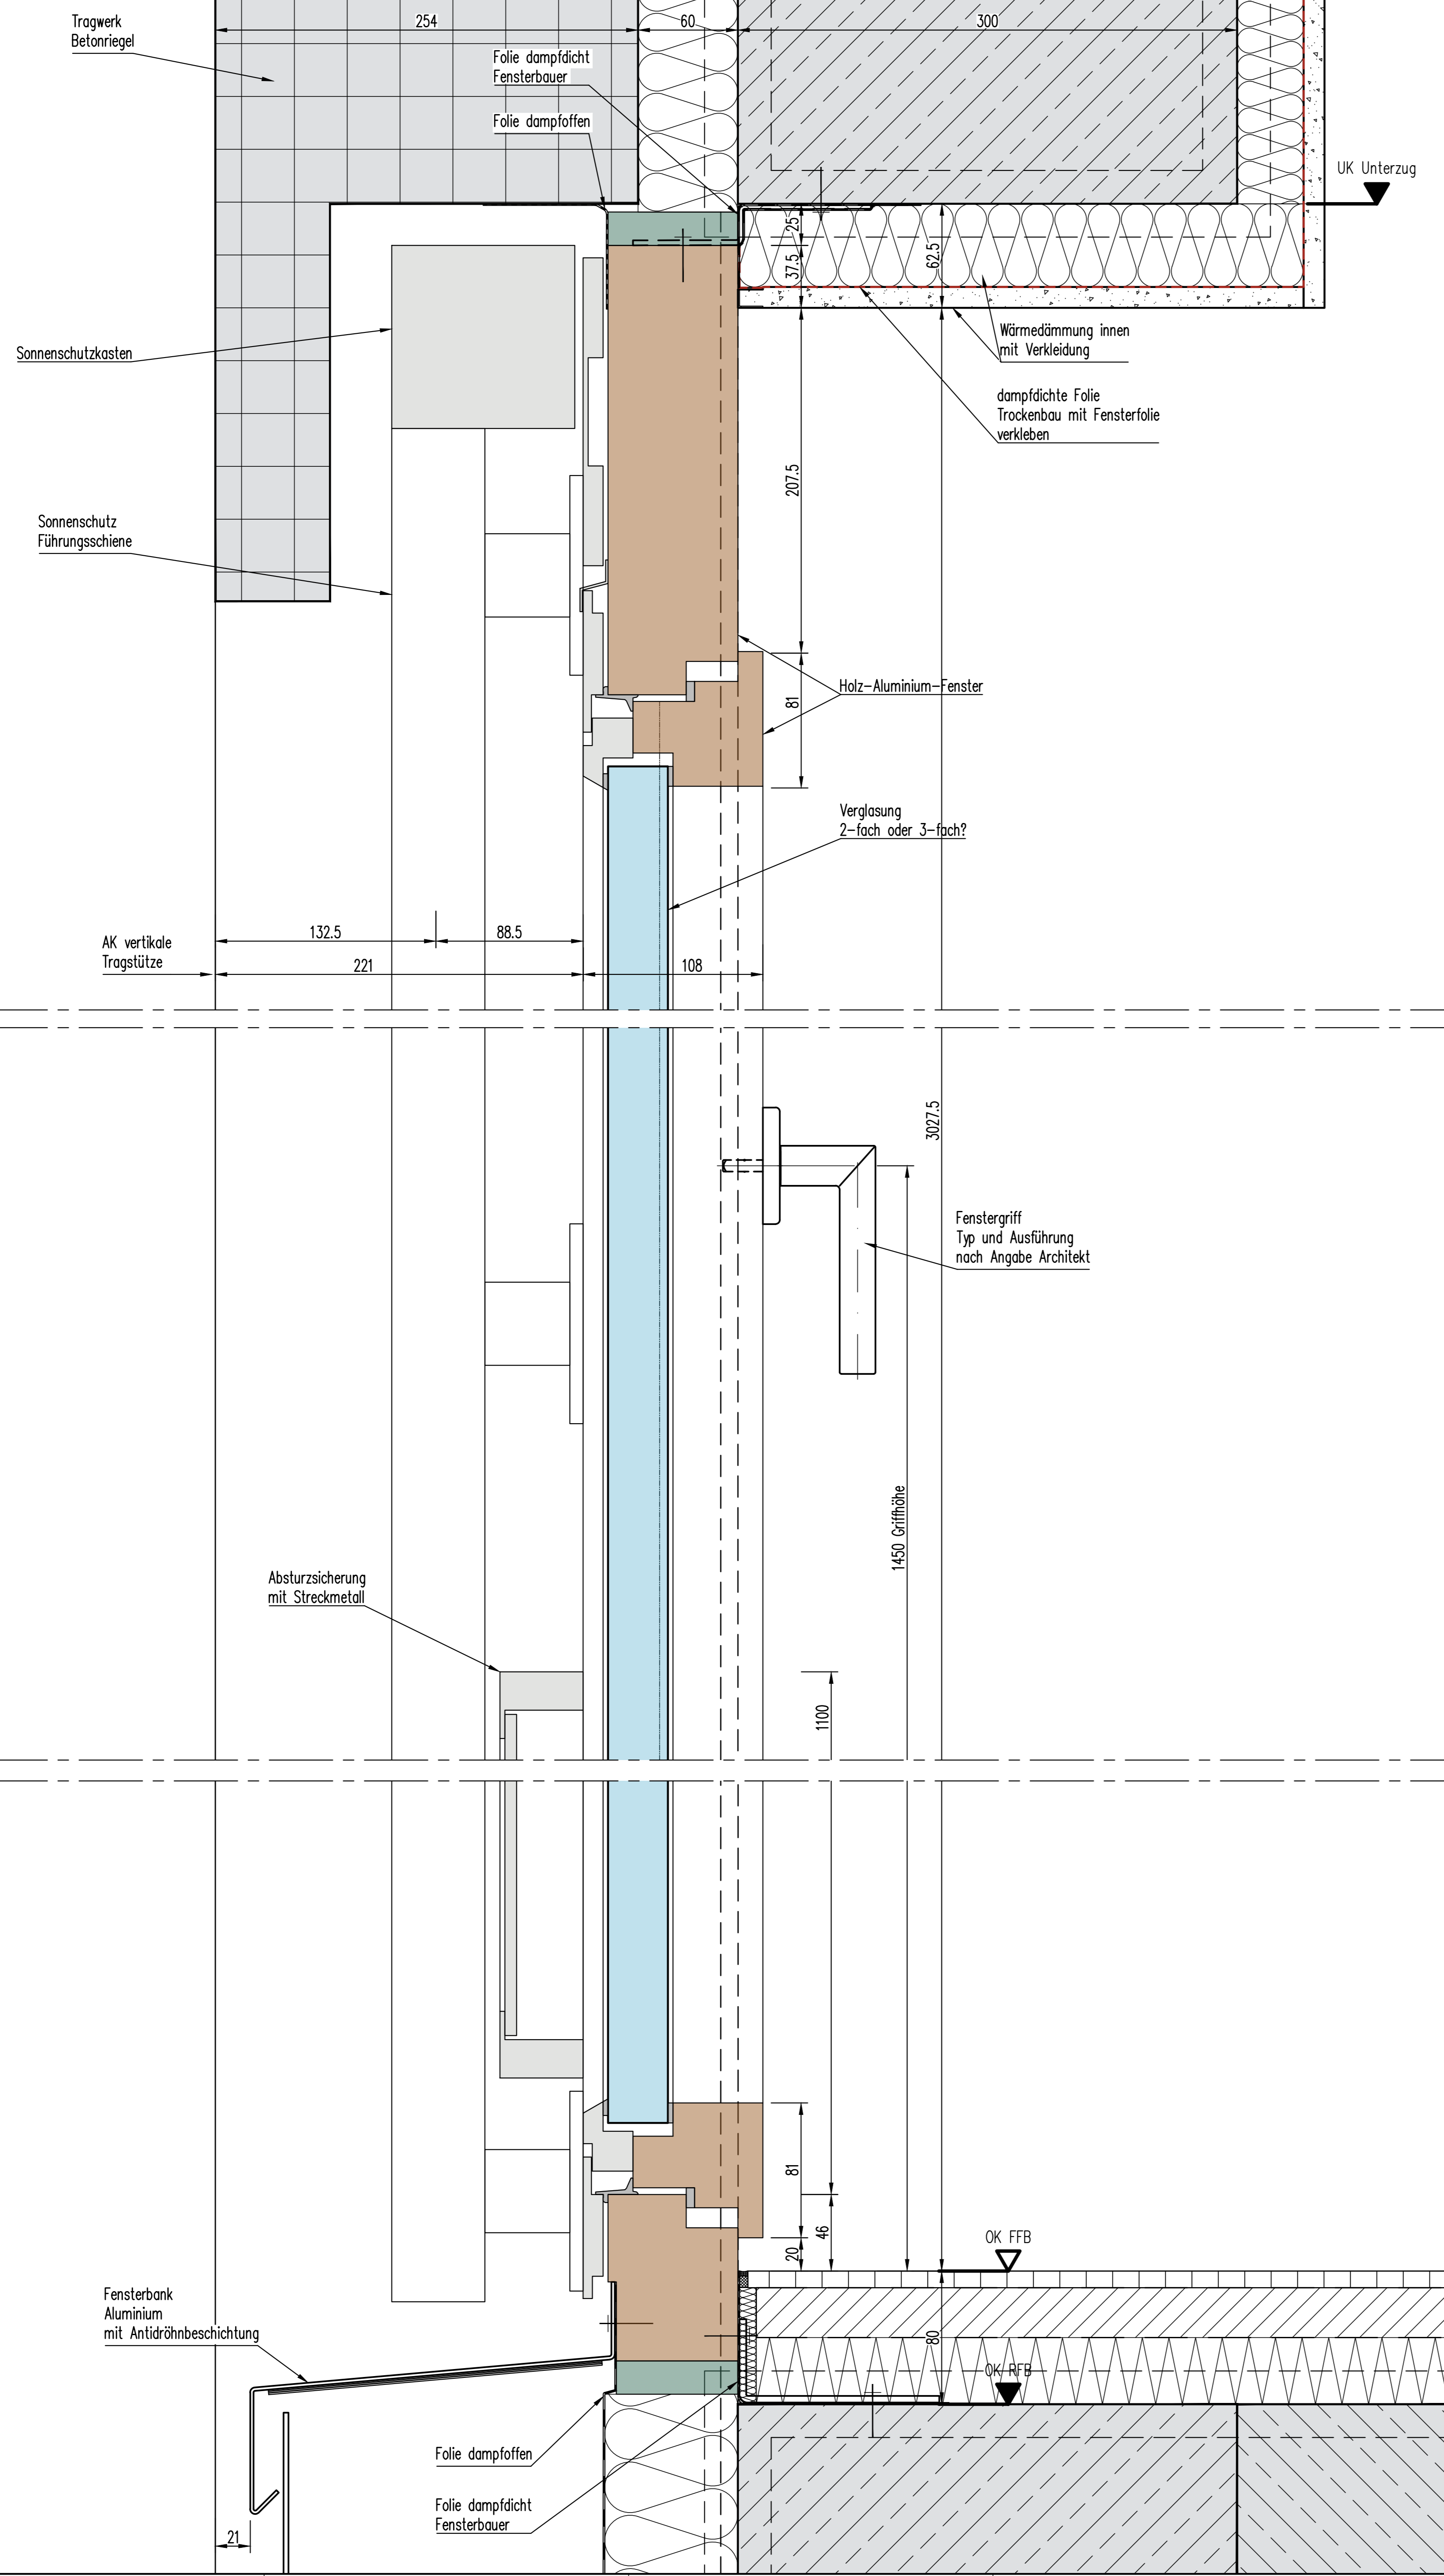 Tragwerk
Betonriegel
254
60
300
Folie dampfdicht
Fensterbauer
Folie dampfoffen
UK Unterzug
25
37.5
62.5
Sonnenschutzkasten
Wärmedämmung innen
mit Verkleidung
dampfdichte Folie
Trockenbau mit Fensterfolie
verkleben
207.5
Sonnenschutz
Führungsschiene
Holz-Aluminium-Fenster
81
Verglasung
2-fach oder 3-fach?
132.5
88.5
AK vertikale
Tragstütze
221
108
3027.5
Fenstergriff
Typ und Ausführung
nach Angabe Architekt
1450 Griffhöhe
Absturzsicherung
mit Streckmetall
1100
81
46
20
OK FFB
Fensterbank
Aluminium
mit Antidröhnbeschichtung
80
OK RFB
Folie dampfoffen
Folie dampfdicht
Fensterbauer
21